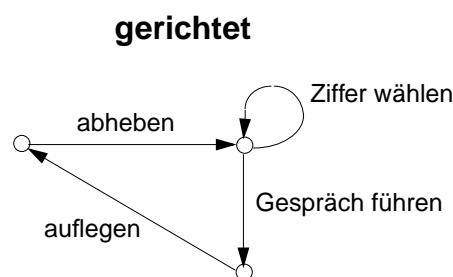 gerichtet
Ziffer wählen
abheben
Gespräch führen
auflegen